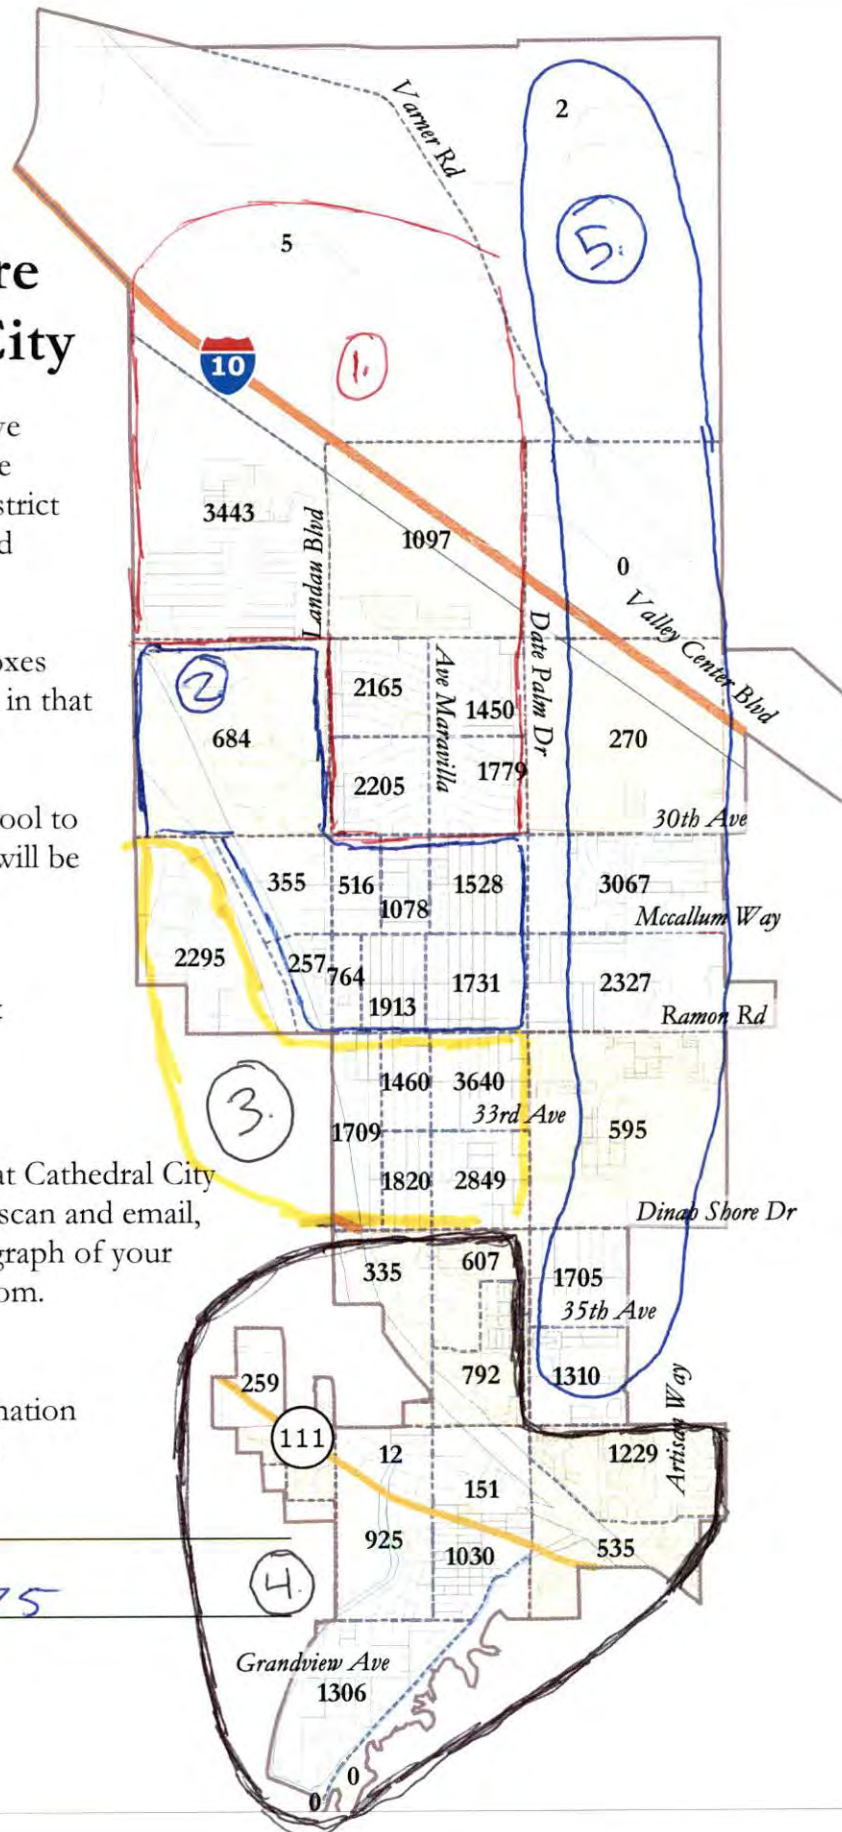 Varner Rd
2
5.
re
City
5
10
1.
ve
e
strict
d
3443
Landau Blvd
1097
0
Valley Center Blvd
oxes
in that
2
2165
Ave Maravilla
1450
Date Palm Dr
684
270
2205
1779
30th Ave
ool to
will be
355
516
1078
1528
3067
Mccallum Way
2295
257
764
1913
1731
2327
Ramon Rd
3.
1460
3640
33rd Ave
595
1709
1820
2849
at Cathedral City
scan and email,
graph of your
om.
Dinah Shore Dr
335
607
1705
35th Ave
259
792
1310
Artisan Way
nation
111
12
151
1229
925
1030
535
4.
75
Grandview Ave
1306
0
0